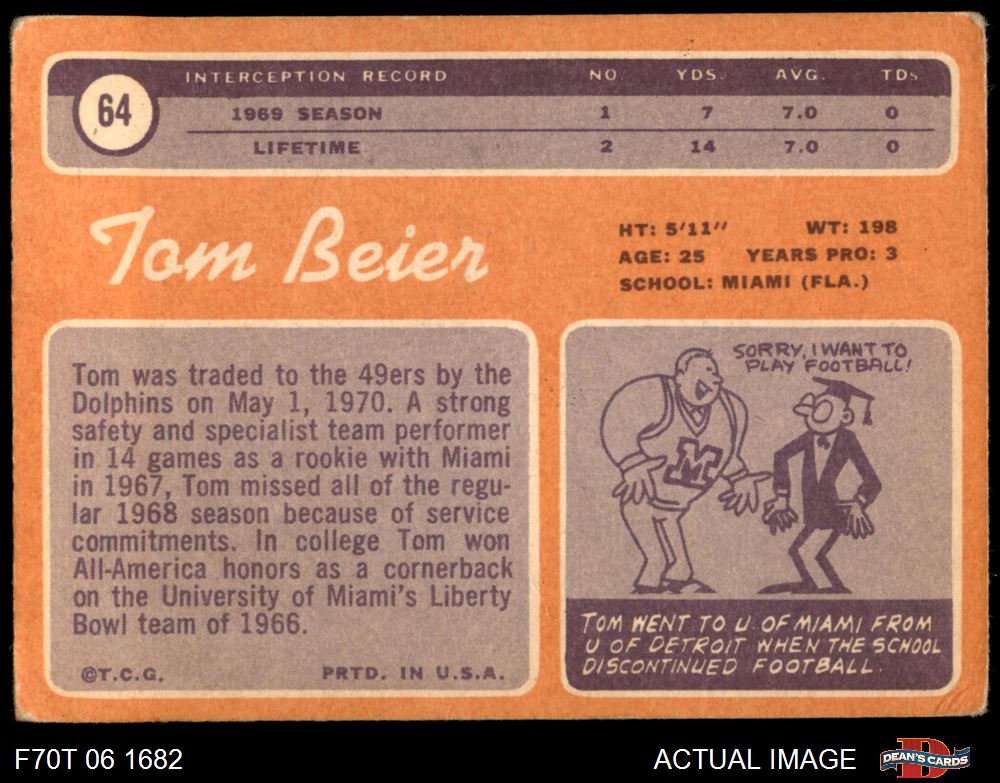 64
INTERCEPTION RECORD NO. YDS. AVG. TDs
1969 SEASON 1 7 7.0 0
LIFETIME 2 14 7.0 0
Tom Beier
HT: 5'11" WT: 198
AGE: 25 YEARS PRO: 3
SCHOOL: MIAMI (FLA.)
Tom was traded to the 49ers by the
Dolphins on May 1, 1970. A strong
safety and specialist team performer
in 14 games as a rookie with Miami
in 1967, Tom missed all of the regu-
lar 1968 season because of service
commitments. In college Tom won
All-America honors as a cornerback
on the University of Miami's Liberty
Bowl team of 1966.
©T.C.G. PRTD. IN U.S.A.
SORRY, I WANT TO
PLAY FOOTBALL!
M
TOM WENT TO U. OF MIAMI FROM
U OF DETROIT WHEN THE SCHOOL
DISCONTINUED FOOTBALL.
F70T 06 1682 ACTUAL IMAGE
D
DEAN'S CARDS